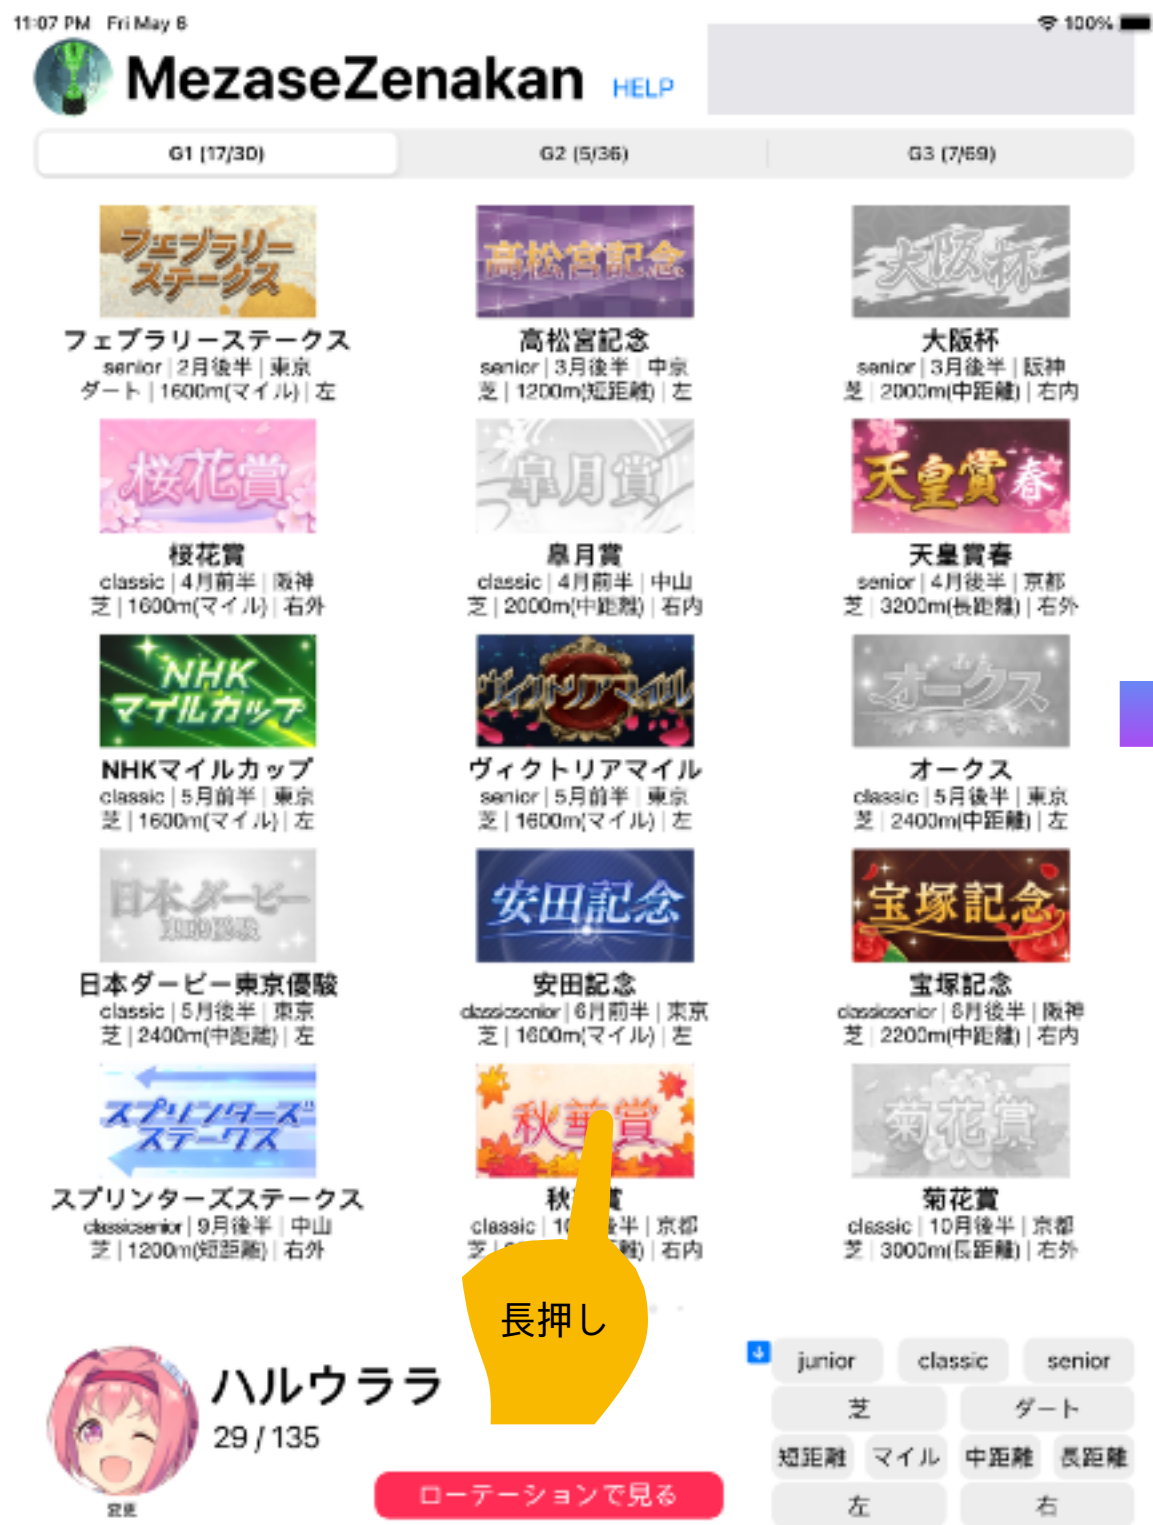 11:07 PM Fri May 6
100%
MezaseZenakan HELP
G1 (17/30) G2 (5/36) G3 (7/69)
フェブラリー
ステークス
高松宮記念
大阪杯
フェブラリーステークス
senior | 2月後半 | 東京
ダート | 1600m(マイル) | 左
高松宮記念
senior | 3月後半 | 中京
芝 | 1200m(短距離) | 左
大阪杯
senior | 3月後半 | 阪神
芝 | 2000m(中距離) | 右内
桜花賞
皐月賞
天皇賞春
桜花賞
classic | 4月前半 | 阪神
芝 | 1600m(マイル) | 右外
皐月賞
classic | 4月前半 | 中山
芝 | 2000m(中距離) | 右内
天皇賞春
senior | 4月後半 | 京都
芝 | 3200m(長距離) | 右外
NHK
マイルカップ
ヴィクトリアマイル
オークス
NHKマイルカップ
classic | 5月前半 | 東京
芝 | 1600m(マイル) | 左
ヴィクトリアマイル
senior | 5月前半 | 東京
芝 | 1600m(マイル) | 左
オークス
classic | 5月後半 | 東京
芝 | 2400m(中距離) | 左
日本ダービー
東京優駿
安田記念
宝塚記念
日本ダービー東京優駿
classic | 5月後半 | 東京
芝 | 2400m(中距離) | 左
安田記念
classicsenior | 6月前半 | 東京
芝 | 1600m(マイル) | 左
宝塚記念
classicsenior | 6月後半 | 阪神
芝 | 2200m(中距離) | 右内
スプリンターズ
ステークス
秋華賞
菊花賞
スプリンターズステークス
classicsenior | 9月後半 | 中山
芝 | 1200m(短距離) | 右外
秋 賞
classic | 10 後半 | 京都
芝 | 離) | 右内
菊花賞
classic | 10月後半 | 京都
芝 | 3000m(長距離) | 右外
長押し
ハルウララ
29 / 135
変更
ローテーションで見る
junior classic senior
芝 ダート
短距離 マイル 中距離 長距離
左 右